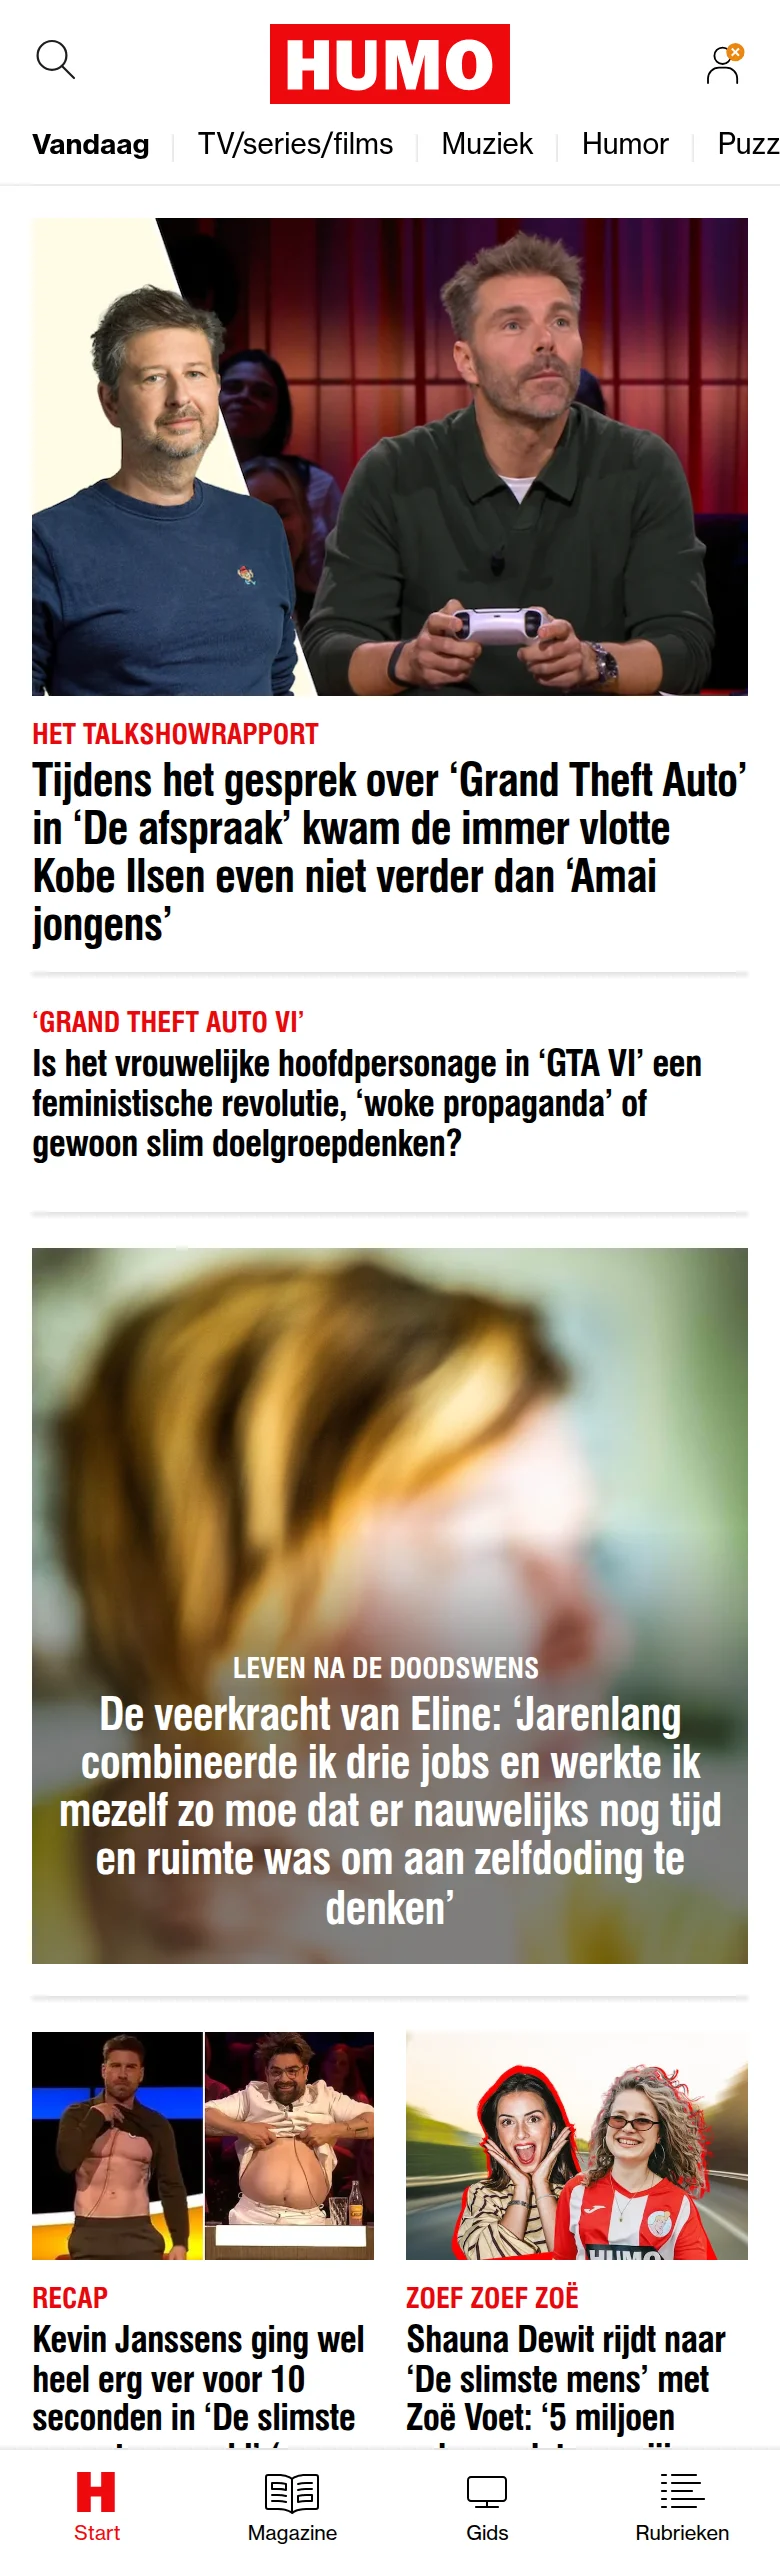 HUMO
Vandaag
TV/series/films
Muziek
Humor
Puzz
HET TALKSHOWRAPPORT
Tijdens het gesprek over ‘Grand Theft Auto’
in ‘De afspraak’ kwam de immer vlotte
Kobe Ilsen even niet verder dan ‘Amai
jongens’
‘GRAND THEFT AUTO VI’
Is het vrouwelijke hoofdpersonage in ‘GTA VI’ een
feministische revolutie, ‘woke propaganda’ of
gewoon slim doelgroepdenken?
LEVEN NA DE DOODSWENS
De veerkracht van Eline: ‘Jarenlang
combineerde ik drie jobs en werkte ik
mezelf zo moe dat er nauwelijks nog tijd
en ruimte was om aan zelfdoding te
denken’
HUMO
RECAP
Kevin Janssens ging wel
heel erg ver voor 10
seconden in ‘De slimste
ZOEF ZOEF ZOË
Shauna Dewit rijdt naar
‘De slimste mens’ met
Zoë Voet: ‘5 miljoen
H
Start
Magazine
Gids
Rubrieken